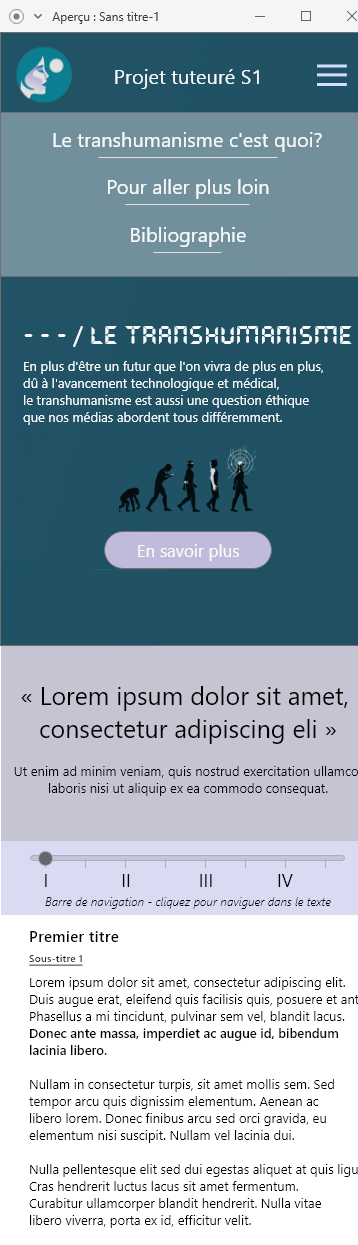 Aperçu : Sans titre-1
Projet tuteuré S1
Le transhumanisme c'est quoi?
Pour aller plus loin
Bibliographie
---/ LE TRANSHUMANISME
En plus d'être un futur que l'on vivra de plus en plus,
dû à l'avancement technologique et médical,
le transhumanisme est aussi une question éthique
que nos médias abordent tous différemment.
En savoir plus
« Lorem ipsum dolor sit amet,
consectetur adipiscing eli »
Ut enim ad minim veniam, quis nostrud exercitation ullamco
laboris nisi ut aliquip ex ea commodo consequat.
I II III IV
Barre de navigation - cliquez pour naviguer dans le texte
Premier titre
Sous-titre 1
Lorem ipsum dolor sit amet, consectetur adipiscing elit.
Duis augue erat, eleifend quis facilisis quis, posuere et ant
Phasellus a mi tincidunt, pulvinar sem vel, blandit lacus.
Donec ante massa, imperdiet ac augue id, bibendum
lacinia libero.
Nullam in consectetur turpis, sit amet mollis sem. Sed
tempor arcu quis dignissim elementum. Aenean ac
libero lorem. Donec finibus arcu sed orci gravida, eu
elementum nisi suscipit. Nullam vel lacinia dui.
Nulla pellentesque elit sed dui egestas aliquet at quis ligu
Cras hendrerit luctus lacus sit amet fermentum.
Curabitur ullamcorper blandit hendrerit. Nulla vitae
libero viverra, porta ex id, efficitur velit.